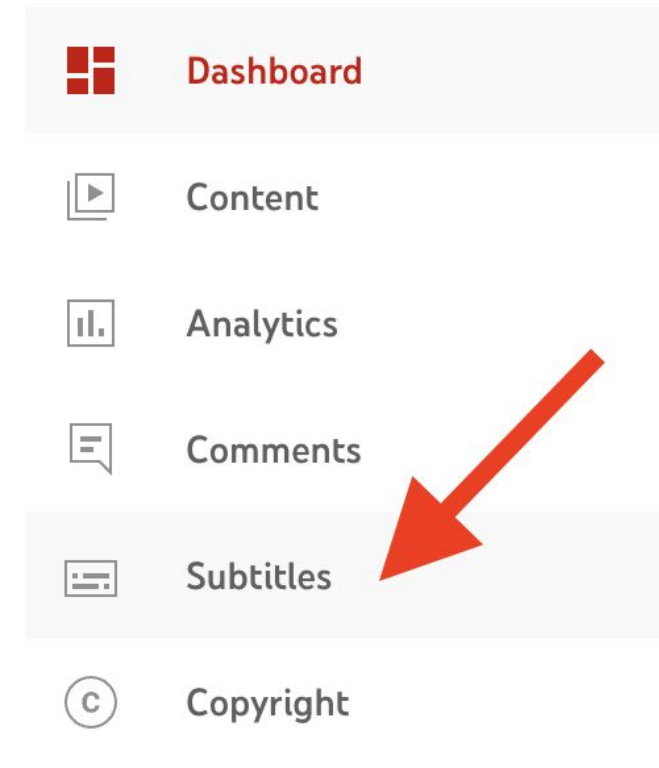 Dashboard
Content
Analytics
Comments
Subtitles
C
Copyright